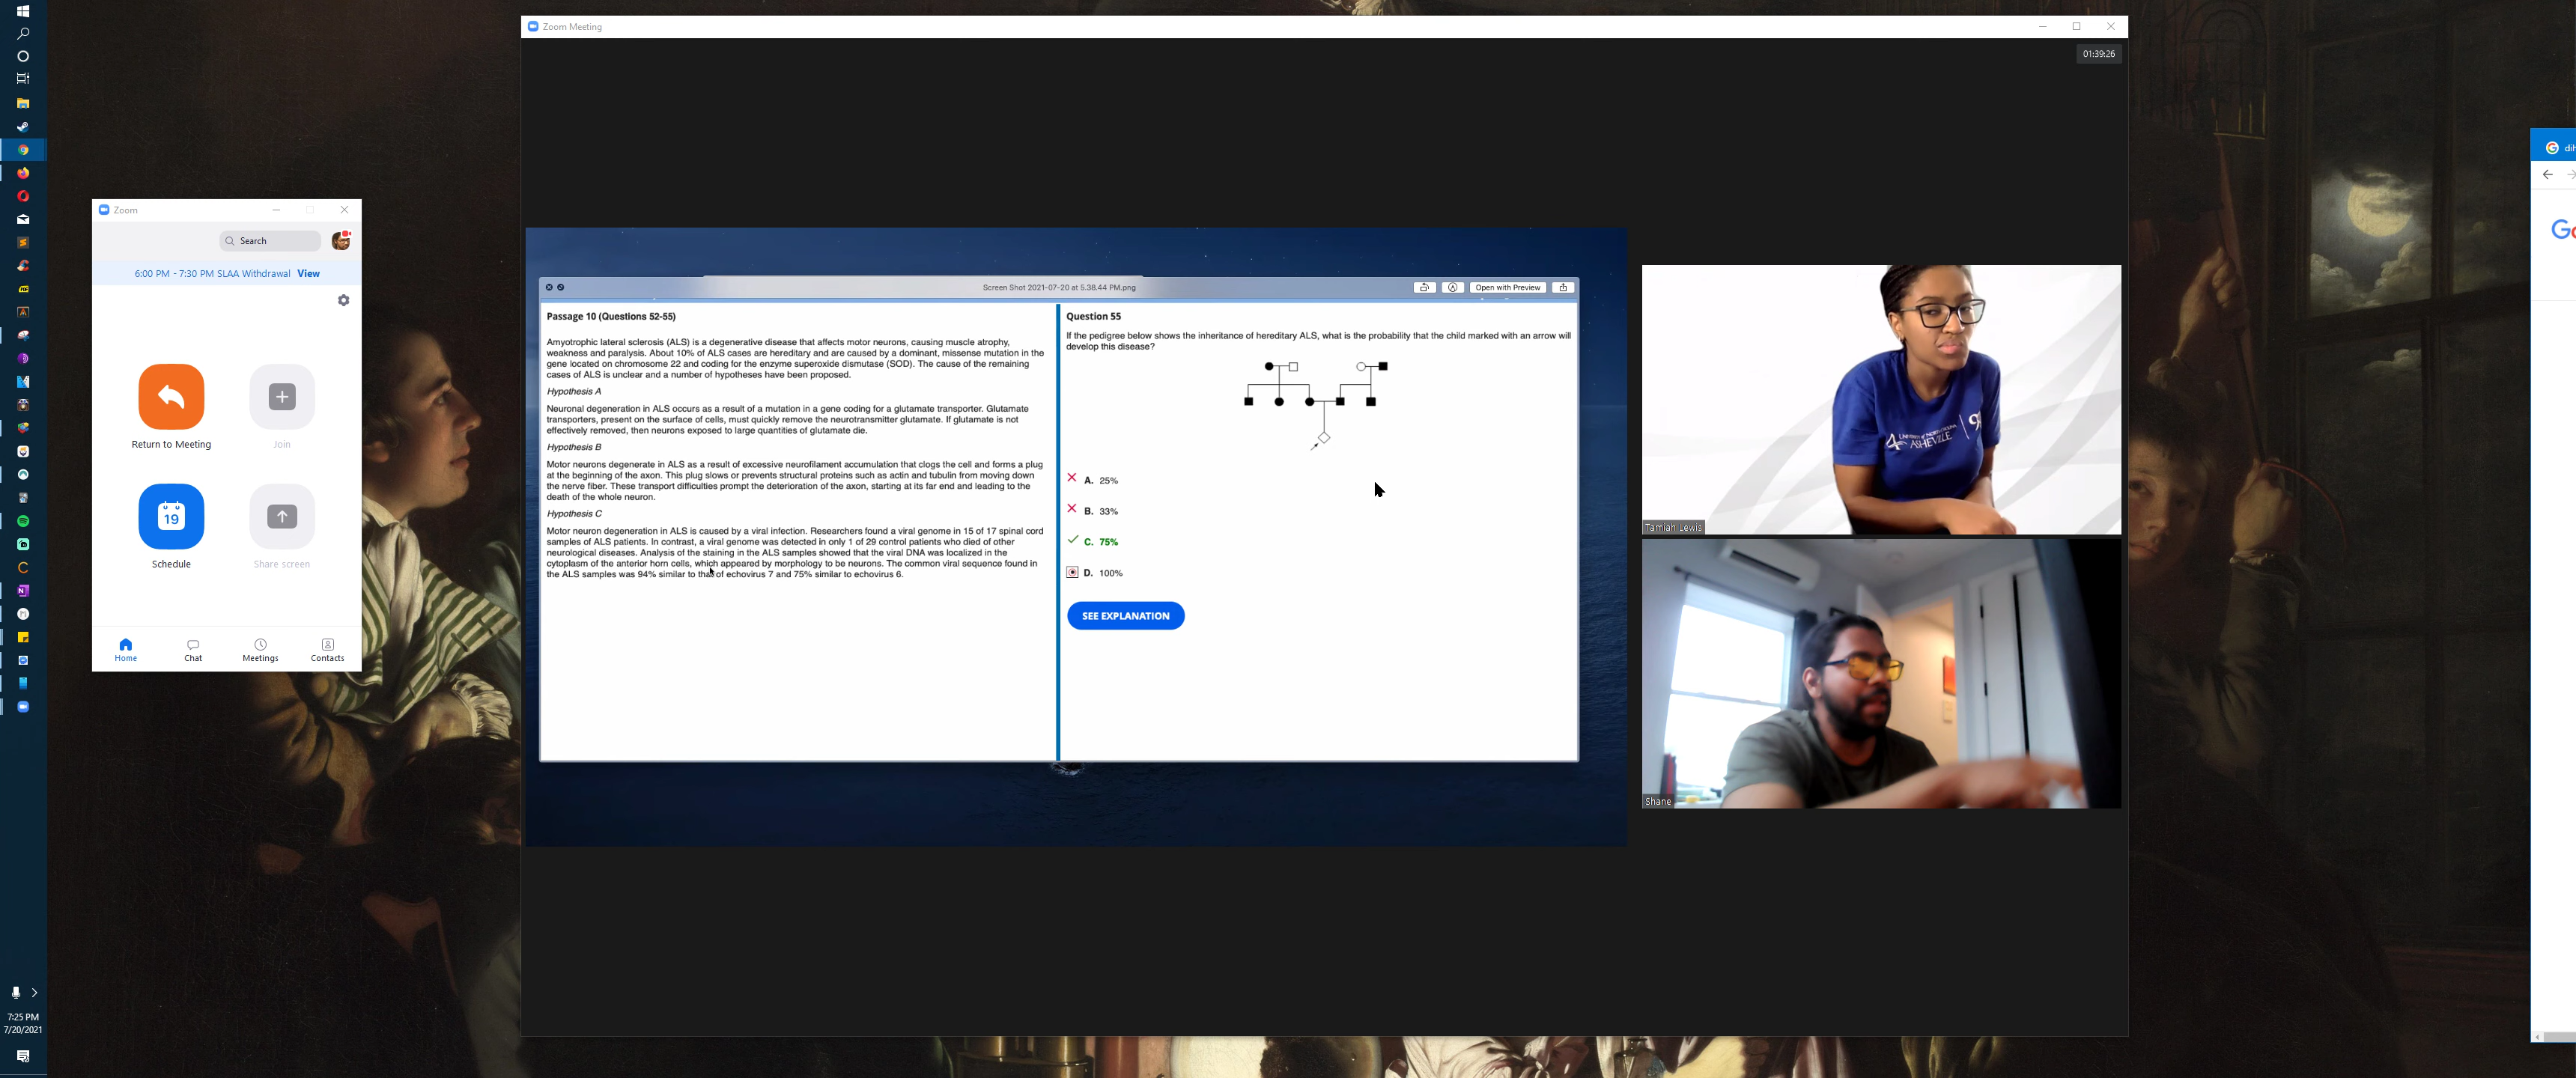 Zoom
Search
6:00 PM - 7:30 PM SLAA Withdrawal View
Return to Meeting
Join
19
Schedule
Share screen
Home
Chat
Meetings
Contacts
7:25 PM
7/20/2021
Zoom Meeting
01:39:26
Screen Shot 2021-07-20 at 5.38.44 PM.png
Open with Preview
Passage 10 (Questions 52-55)
Amyotrophic lateral sclerosis (ALS) is a degenerative disease that affects motor neurons, causing muscle atrophy,
weakness and paralysis. About 10% of ALS cases are hereditary and are caused by a dominant, missense mutation in the
gene located on chromosome 22 and coding for the enzyme superoxide dismutase (SOD). The cause of the remaining
cases of ALS is unclear and a number of hypotheses have been proposed.
Hypothesis A
Neuronal degeneration in ALS occurs as a result of a mutation in a gene coding for a glutamate transporter. Glutamate
transporters, present on the surface of cells, must quickly remove the neurotransmitter glutamate. If glutamate is not
effectively removed, then neurons exposed to large quantities of glutamate die.
Hypothesis B
Motor neurons degenerate in ALS as a result of excessive neurofilament accumulation that clogs the cell and forms a plug
at the beginning of the axon. This plug slows or prevents structural proteins such as actin and tubulin from moving down
the nerve fiber. These transport difficulties prompt the deterioration of the axon, starting at its far end and leading to the
death of the whole neuron.
Hypothesis C
Motor neuron degeneration in ALS is caused by a viral infection. Researchers found a viral genome in 15 of 17 spinal cord
samples of ALS patients. In contrast, a viral genome was detected in only 1 of 29 control patients who died of other
neurological diseases. Analysis of the staining in the ALS samples showed that the viral DNA was localized in the
cytoplasm of the anterior horn cells, which appeared by morphology to be neurons. The common viral sequence found in
the ALS samples was 94% similar to that of echovirus 7 and 75% similar to echovirus 6.
Question 55
If the pedigree below shows the inheritance of hereditary ALS, what is the probability that the child marked with an arrow will
develop this disease?
A. 25%
B. 33%
C. 75%
D. 100%
SEE EXPLANATION
ASHEVILLE
Tamiah Lewis
Shane